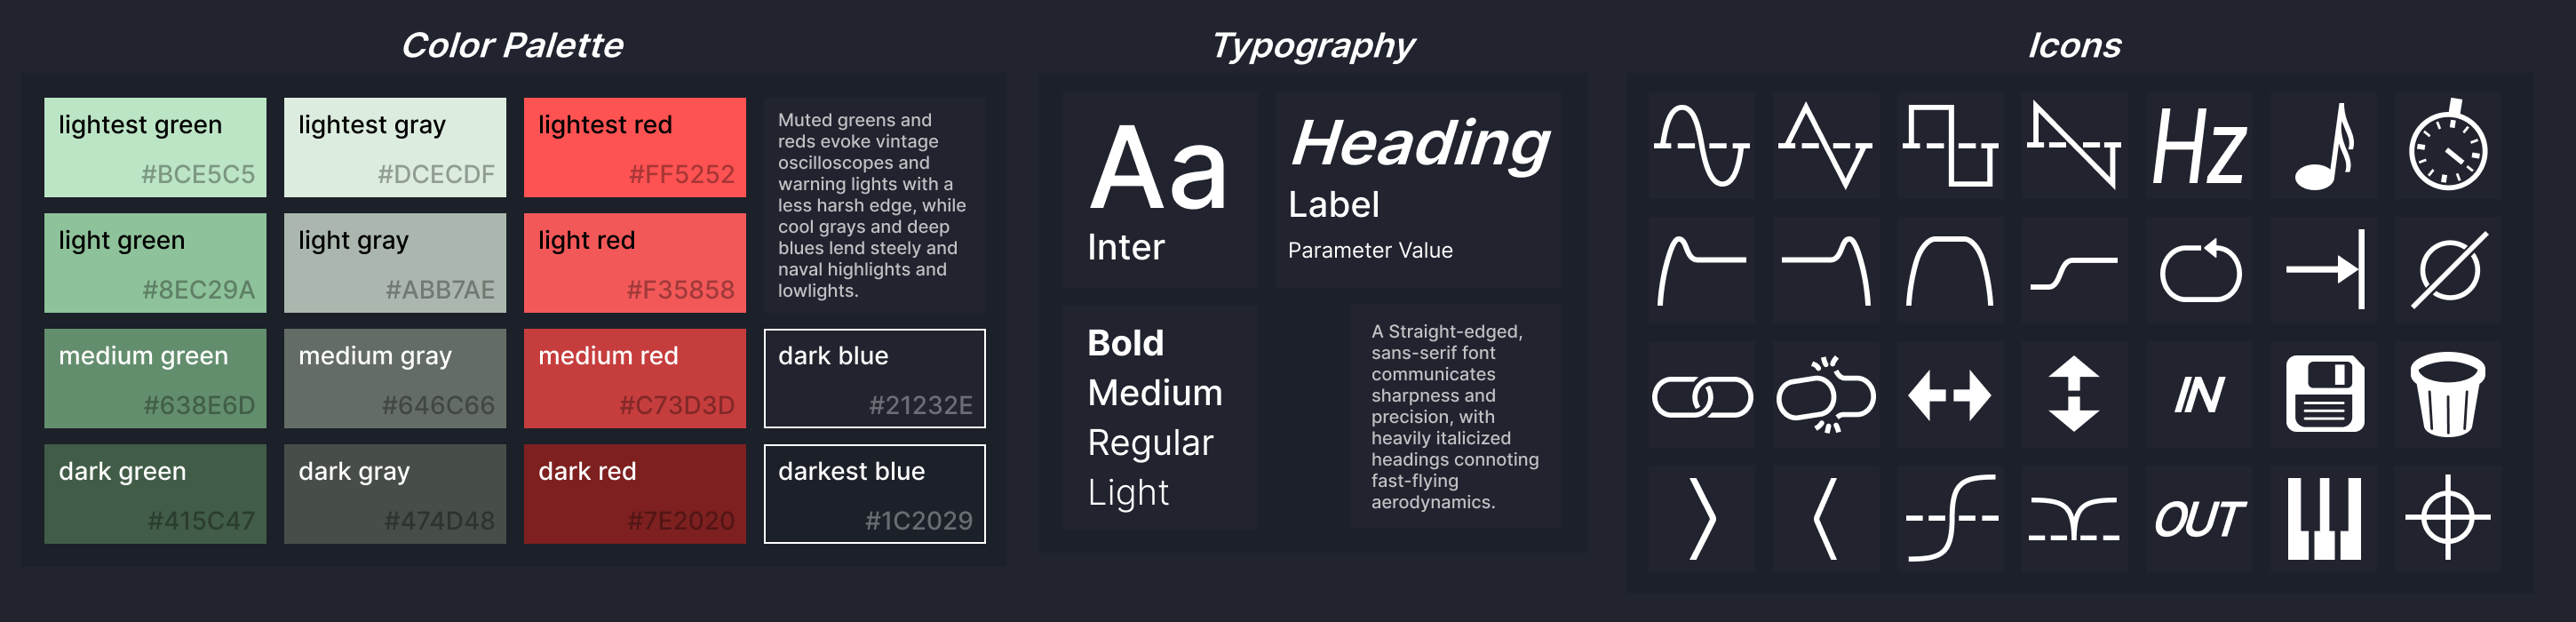 Color Palette
lightest green
#BCE5C5
lightest gray
#DCECDF
lightest red
#FF5252
Muted greens and
reds evoke vintage
oscilloscopes and
warning lights with a
less harsh edge, while
cool grays and deep
blues lend steely and
naval highlights and
lowlights.
light green
#8EC29A
light gray
#ABB7AE
light red
#F35858
medium green
#638E6D
medium gray
#646C66
medium red
#C73D3D
dark blue
#21232E
dark green
#415C47
dark gray
#474D48
dark red
#7E2020
darkest blue
#1C2029
Typography
Aa
Inter
Heading
Label
Parameter Value
Bold
Medium
Regular
Light
A Straight-edged,
sans-serif font
communicates
sharpness and
precision, with
heavily italicized
headings connoting
fast-flying
aerodynamics.
Icons
Hz
IN
OUT